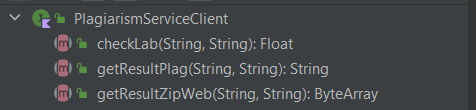 PlagiarismServiceClient
checkLab(String, String): Float
getResultPlag(String, String): String
getResultZipWeb(String, String): ByteArray